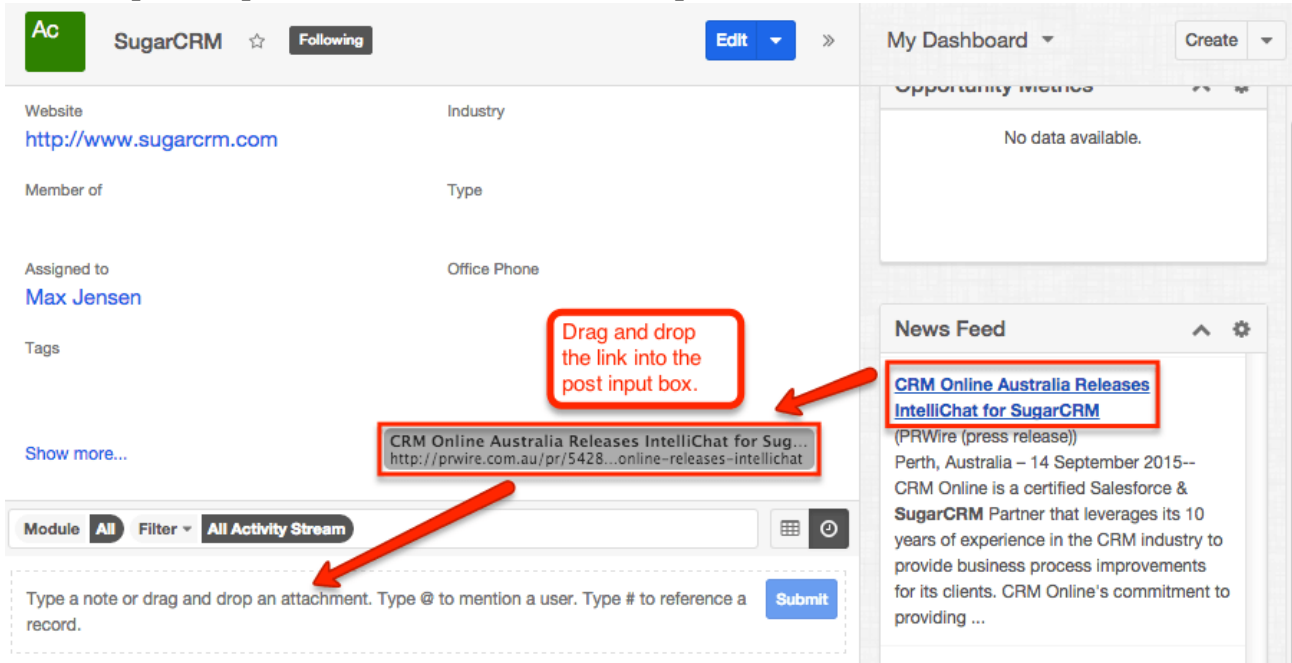 Ac
SugarCRM ☆ Following
Edit
»
Website
http://www.sugarcrm.com
Industry
Member of
Type
Assigned to
Max Jensen
Office Phone
Tags
Show more...
Drag and drop
the link into the
post input box.
CRM Online Australia Releases IntelliChat for Sug...
http://prwire.com.au/pr/5428...online-releases-intellichat
Module All Filter All Activity Stream
Type a note or drag and drop an attachment. Type @ to mention a user. Type # to reference a
record.
Submit
My Dashboard
Create
Opportunity Metrics
No data available.
News Feed
CRM Online Australia Releases
IntelliChat for SugarCRM
(PRWire (press release))
Perth, Australia – 14 September 2015--
CRM Online is a certified Salesforce &
SugarCRM Partner that leverages its 10
years of experience in the CRM industry to
provide business process improvements
for its clients. CRM Online's commitment to
providing ...